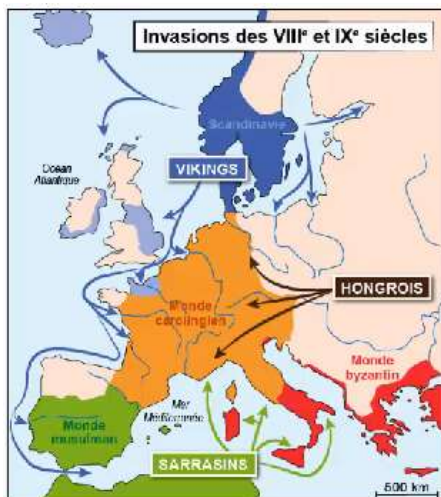 Invasions des VIIIᵉ et IXᵉ siècles
Scandinavie
Océan
Atlantique
VIKINGS
HONGROIS
Monde
carolingien
Monde
byzantin
Mer
Méditerranée
Monde
musulman
SARRASINS
500 km